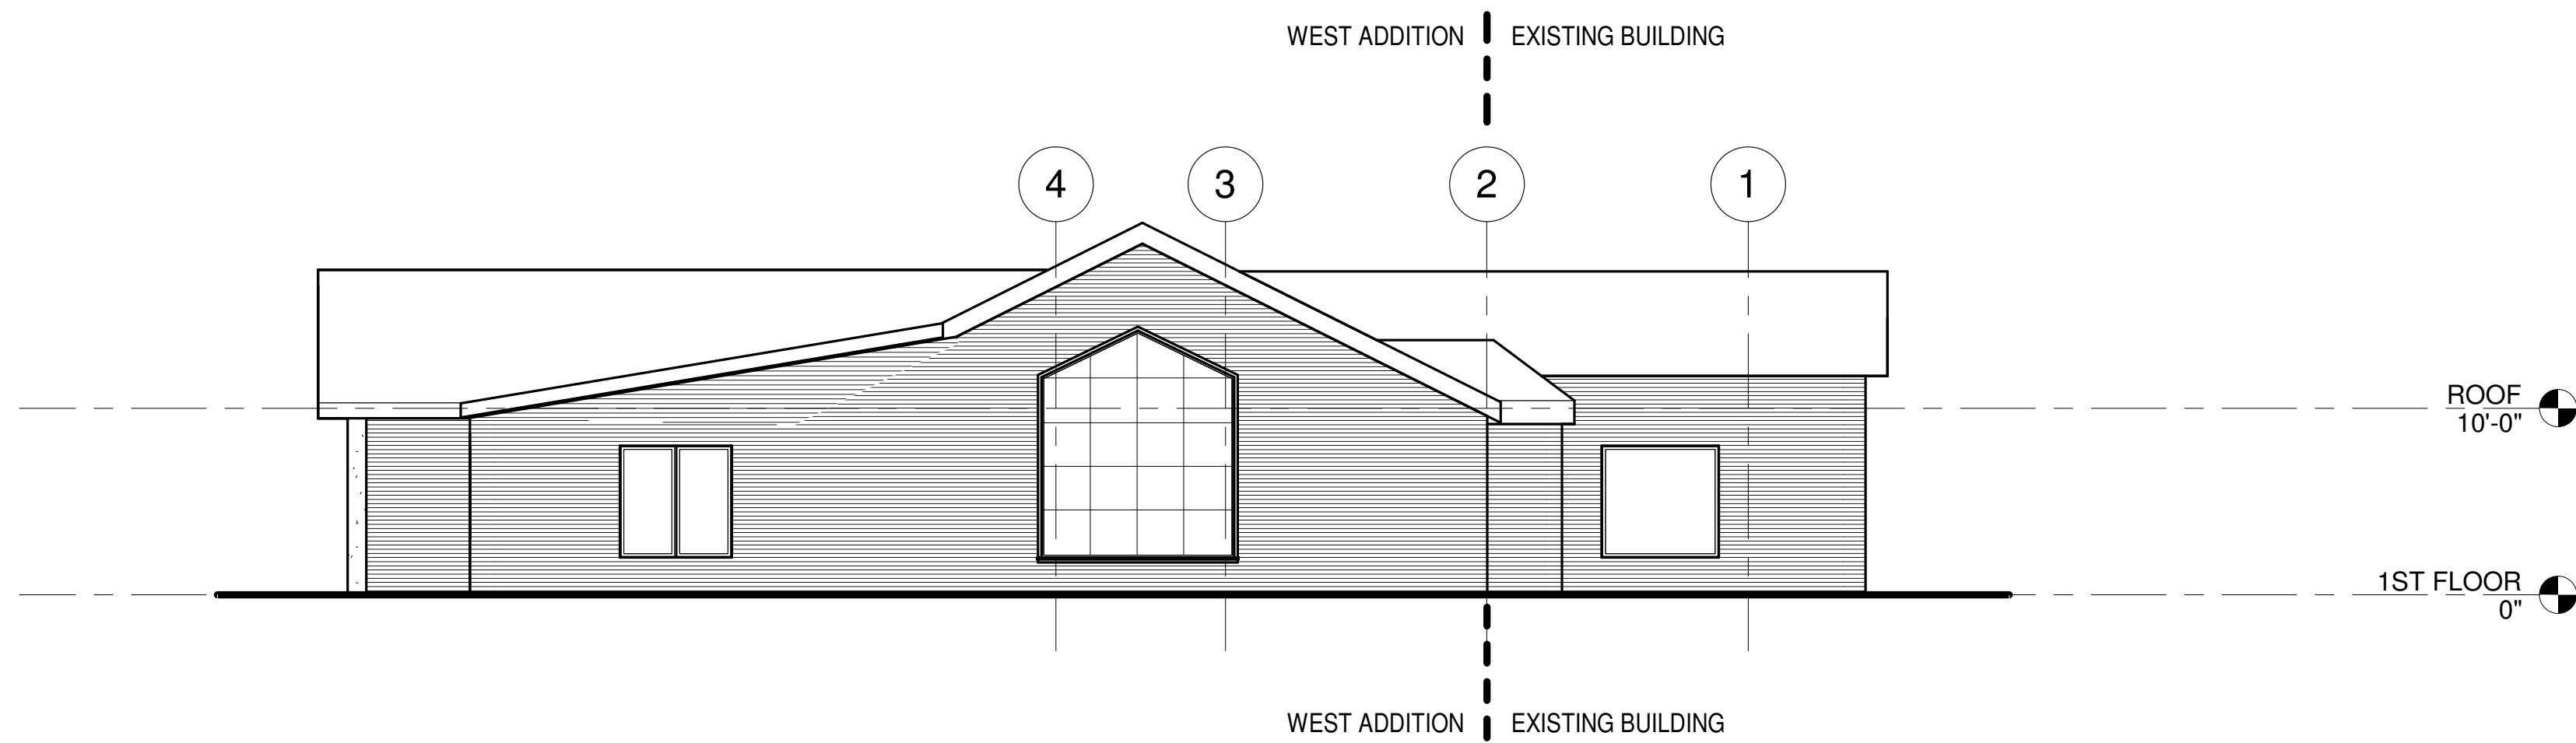 WEST ADDITION EXISTING BUILDING
4 3 2 1
ROOF
10'-0"
1ST FLOOR
0"
WEST ADDITION EXISTING BUILDING